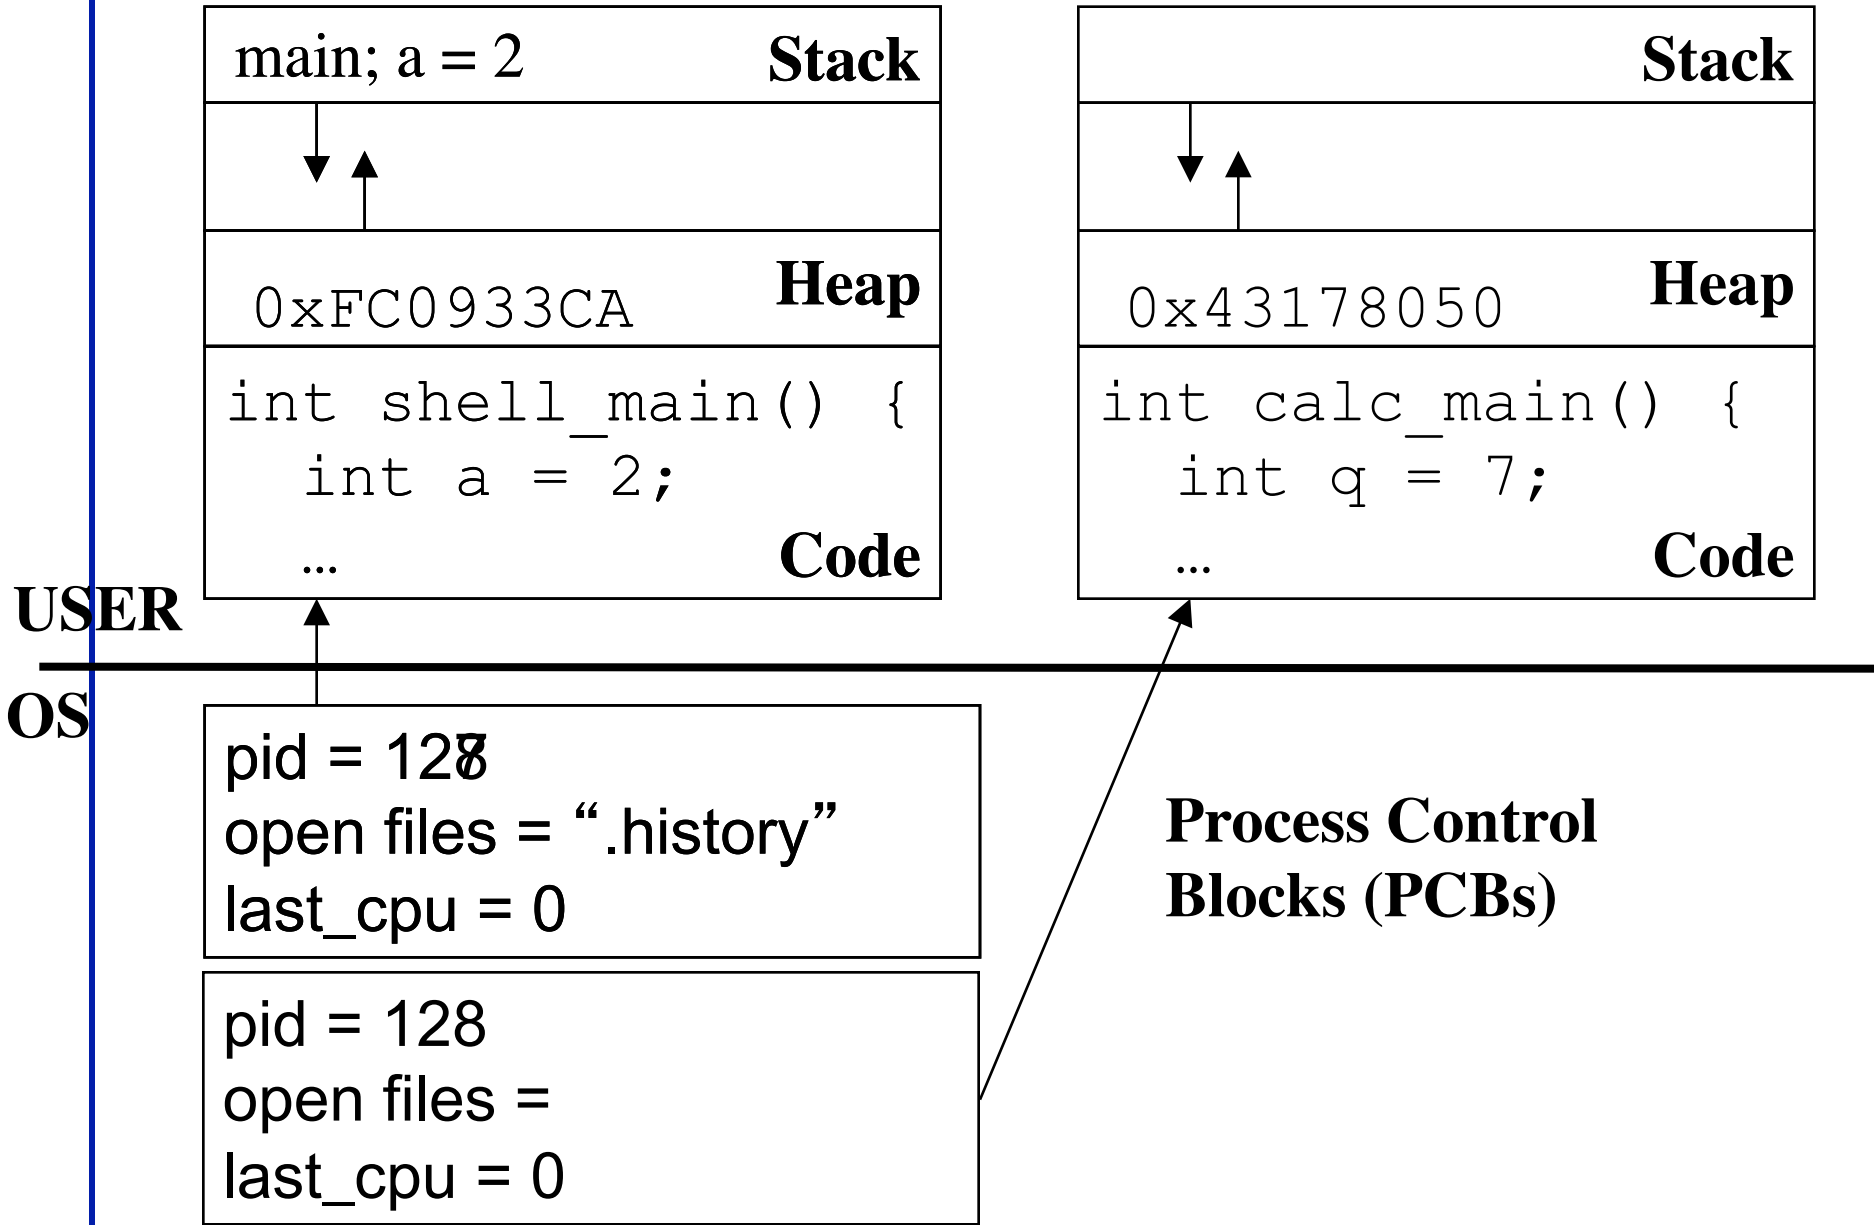 main; a = 2 Stack
Heap
0xFC0933CA
int shell_main() {
int a = 2;
… Code
Stack
Heap
0x43178050
int calc_main() {
int q = 7;
… Code
USER
OS
pid =
open files = “.history”
last_cpu = 0
Process Control
Blocks (PCBs)
pid = 128
open files =
last_cpu = 0